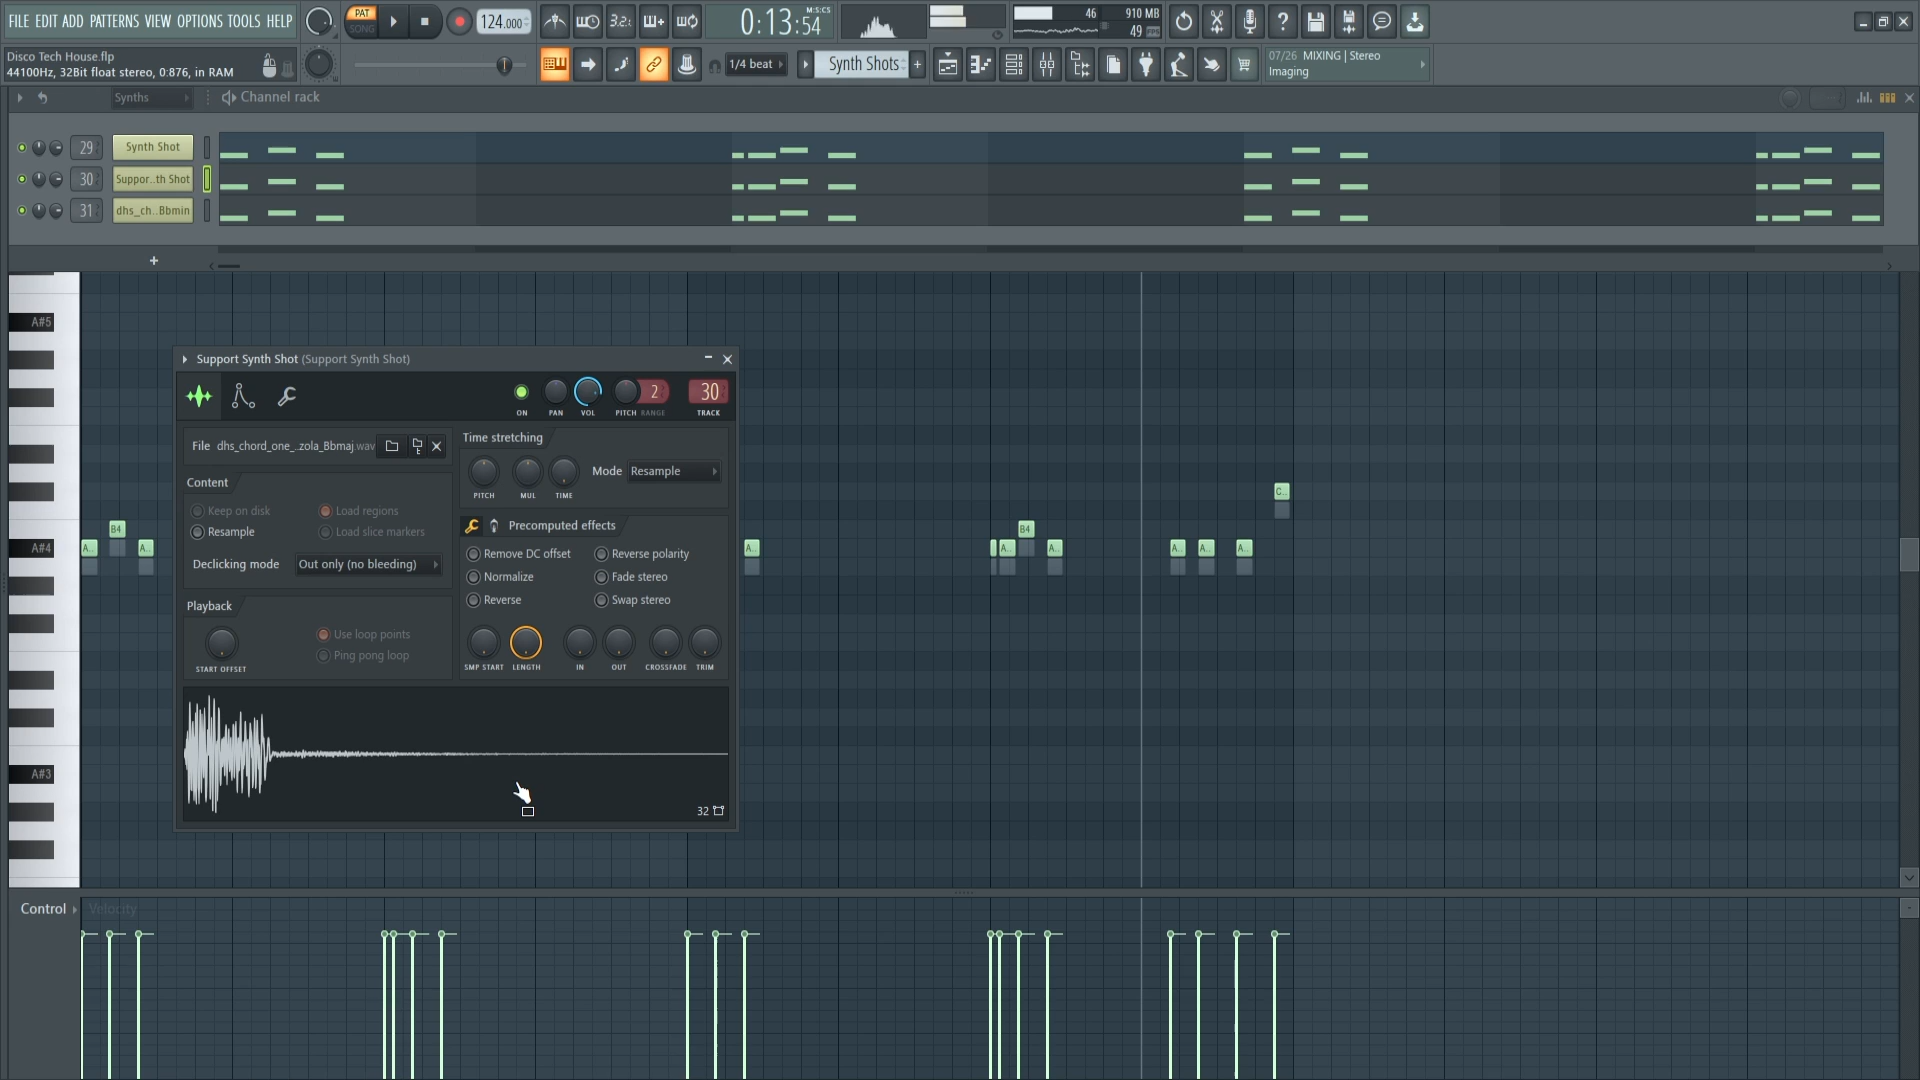 FILE EDIT ADD PATTERNS VIEW OPTIONS TOOLS HELP
PAT
SONG
124.000
3.2.
0:13:54
M:S:CS
46
910 MB
49
Disco Tech House.flp
44100Hz, 32Bit float stereo, 0:876, in RAM
1/4 beat
Synth Shots
+
07/26 MIXING | Stereo
Imaging
Synths
Channel rack
29
Synth Shot
30
Suppor..th Shot
31
dhs_ch..Bbmin
+
A#5
A#4
A#3
A..
B4
A..
A..
A..
B4
A..
A..
A..
A..
C..
Support Synth Shot (Support Synth Shot)
ON
PAN
VOL
PITCH
2
RANGE
30
TRACK
File
dhs_chord_one_..zola_Bbmaj.wav
Content
Keep on disk
Load regions
Resample
Load slice markers
Declicking mode
Out only (no bleeding)
Playback
START OFFSET
Use loop points
Ping pong loop
Time stretching
PITCH
MUL
TIME
Mode
Resample
Precomputed effects
Remove DC offset
Reverse polarity
Normalize
Fade stereo
Reverse
Swap stereo
SMP START
LENGTH
IN
OUT
CROSSFADE
TRIM
32
Control
Velocity